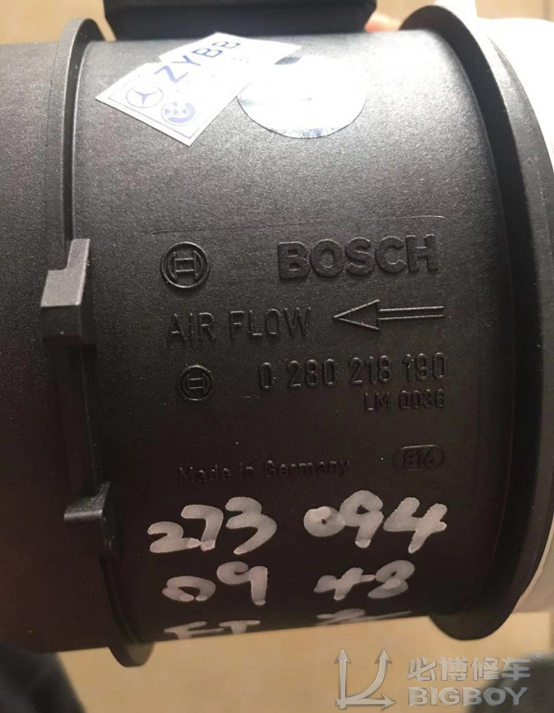 ZYBB
BOSCH
AIR FLOW
0 280 218 190
LM 0036
Made in Germany
273 094
09 48
必博修车
BIGBOY